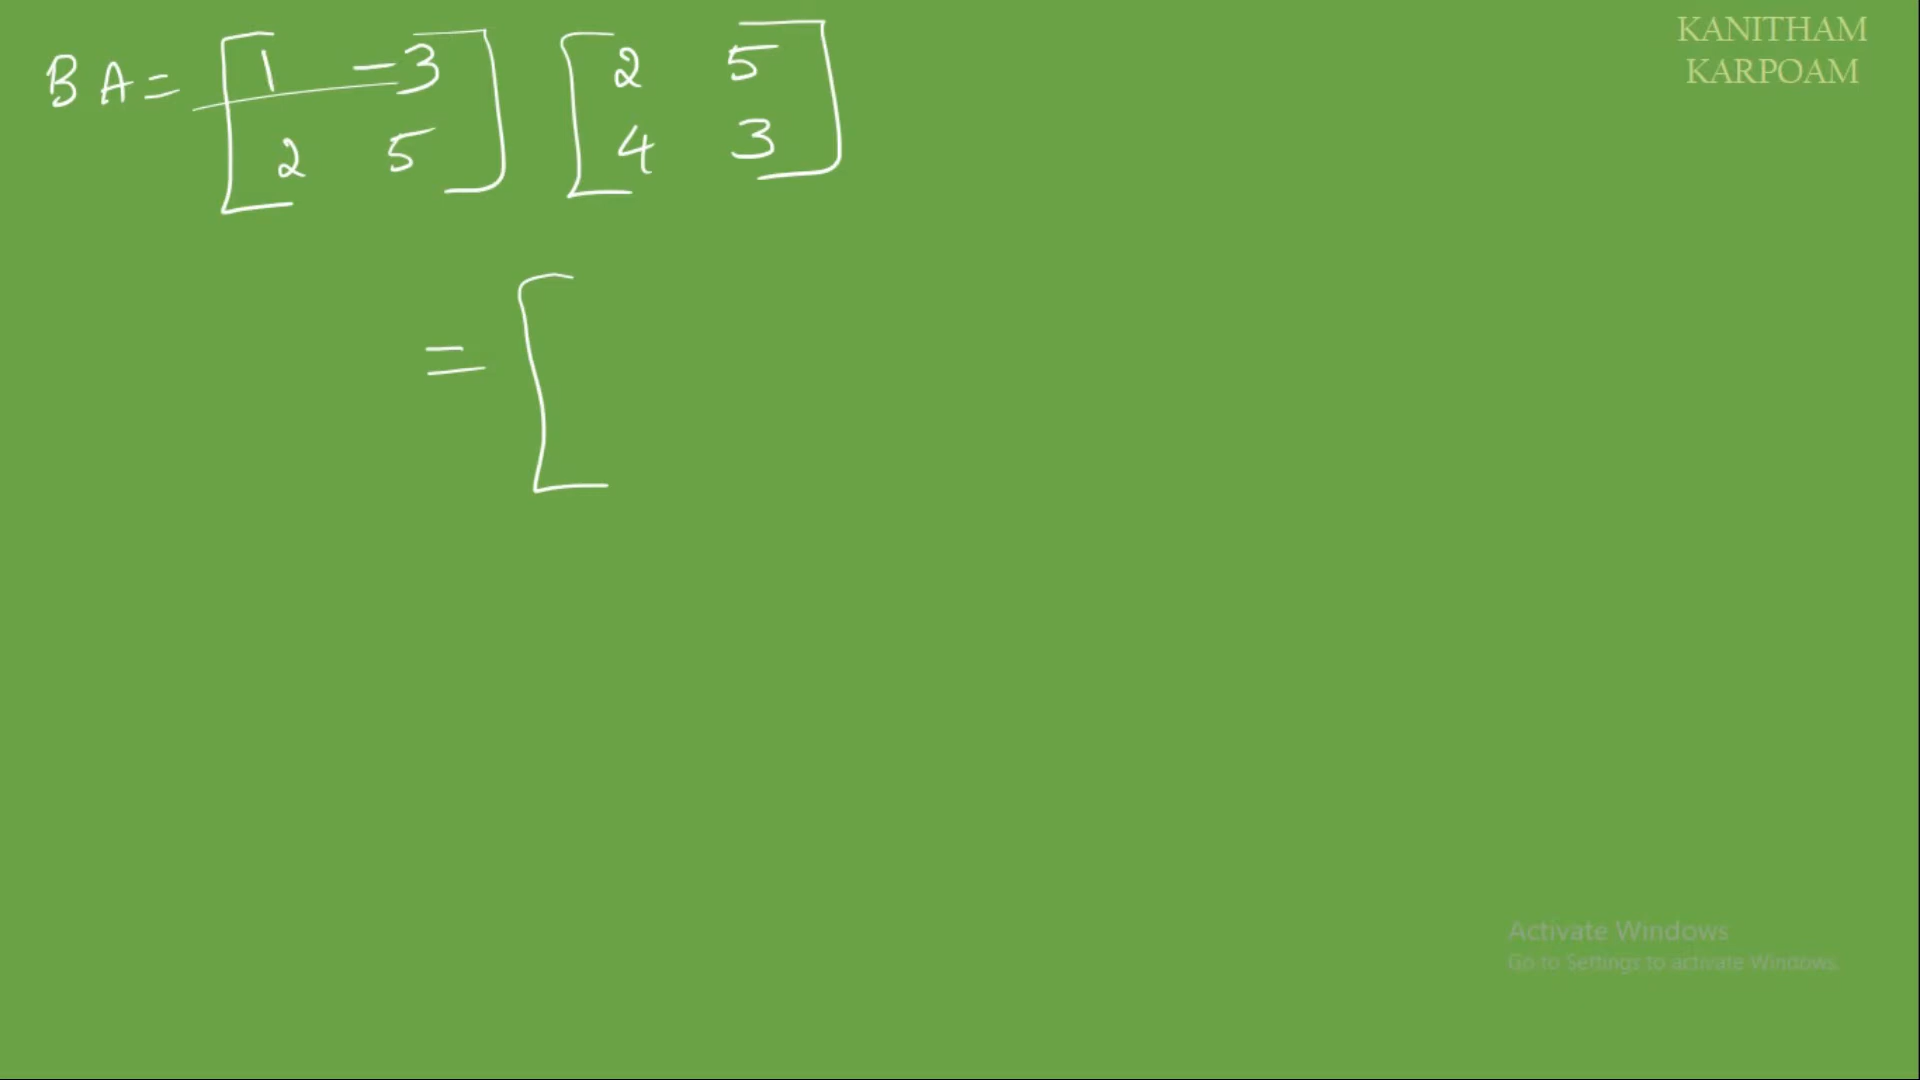 BA = [1 -3] [2 5]
[2 5] [4 3]
= [
KANITHAM
KARPOAM
Activate Windows
Go to Settings to activate Windows.